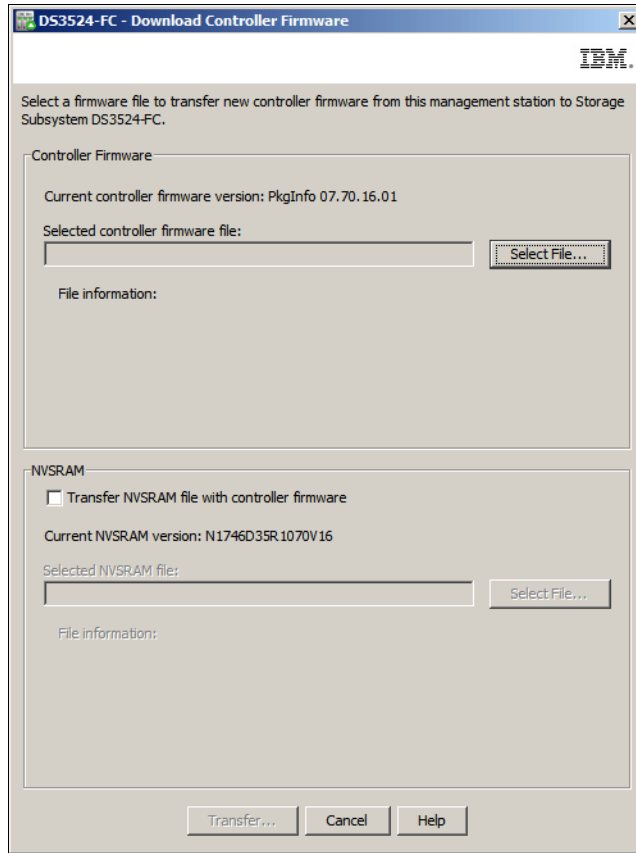 DS3524-FC - Download Controller Firmware
IBM.
Select a firmware file to transfer new controller firmware from this management station to Storage
Subsystem DS3524-FC.
Controller Firmware
Current controller firmware version: PkgInfo 07.70.16.01
Selected controller firmware file:
Select File...
File information:
NVSRAM
Transfer NVSRAM file with controller firmware
Current NVSRAM version: N1746D35R1070V16
Selected NVSRAM file:
Select File...
File information:
Transfer... Cancel Help